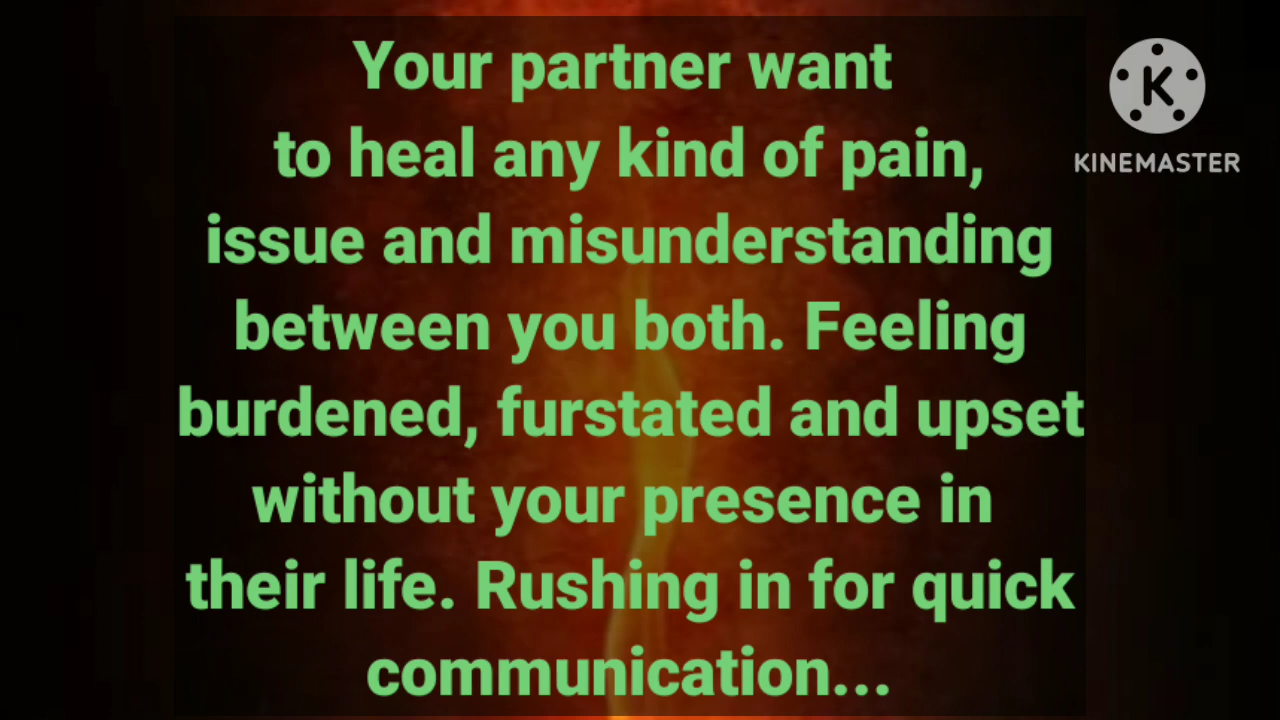 Your partner want
to heal any kind of pain,
issue and misunderstanding
between you both. Feeling
burdened, furstated and upset
without your presence in
their life. Rushing in for quick
communication...
K
KINEMASTER